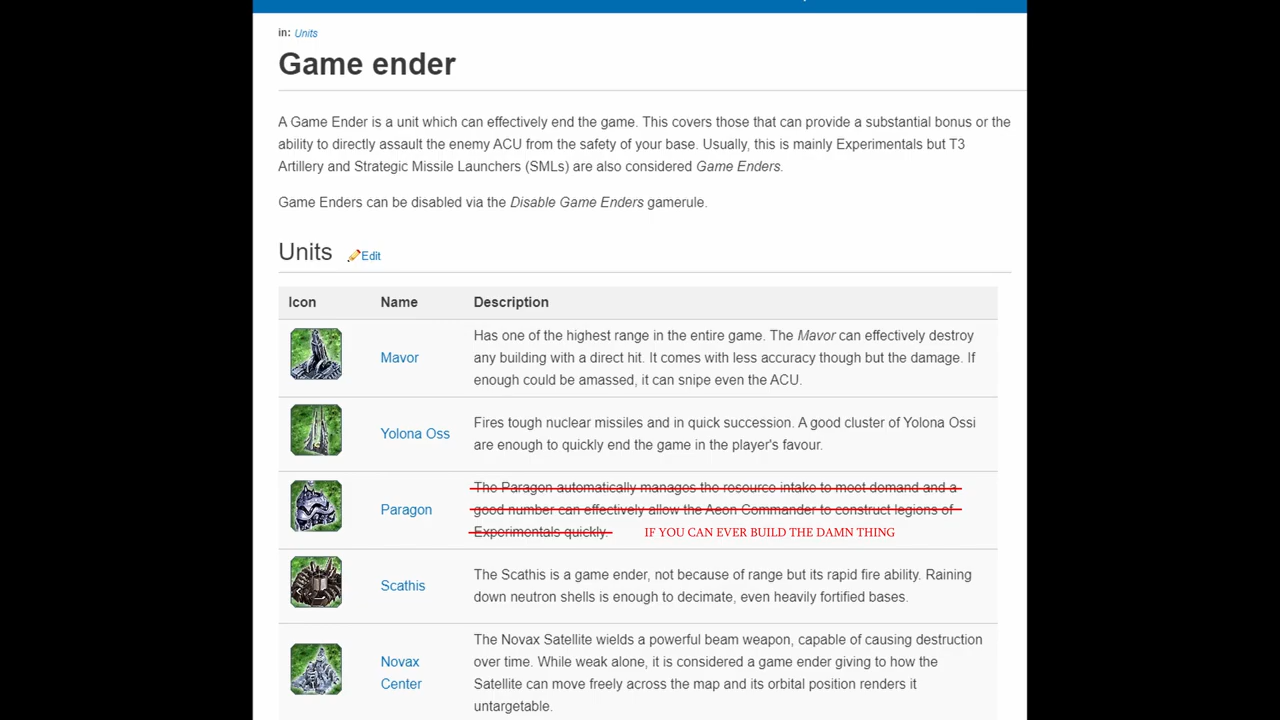 in: Units
Game ender
A Game Ender is a unit which can effectively end the game. This covers those that can provide a substantial bonus or the
ability to directly assault the enemy ACU from the safety of your base. Usually, this is mainly Experimentals but T3
Artillery and Strategic Missile Launchers (SMLs) are also considered Game Enders.
Game Enders can be disabled via the Disable Game Enders gamerule.
Units Edit
Icon Name Description
Has one of the highest range in the entire game. The Mavor can effectively destroy
Mavor any building with a direct hit. It comes with less accuracy though but the damage. If
enough could be amassed, it can snipe even the ACU.
Yolona Oss Fires tough nuclear missiles and in quick succession. A good cluster of Yolona Ossi
are enough to quickly end the game in the player's favour.
The Paragon automatically manages the resource intake to meet demand and a
Paragon good number can effectively allow the Aeon Commander to construct legions of
Experimentals quickly. IF YOU CAN EVER BUILD THE DAMN THING
Scathis The Scathis is a game ender, not because of range but its rapid fire ability. Raining
down neutron shells is enough to decimate, even heavily fortified bases.
The Novax Satellite wields a powerful beam weapon, capable of causing destruction
Novax over time. While weak alone, it is considered a game ender giving to how the
Center Satellite can move freely across the map and its orbital position renders it
untargetable.